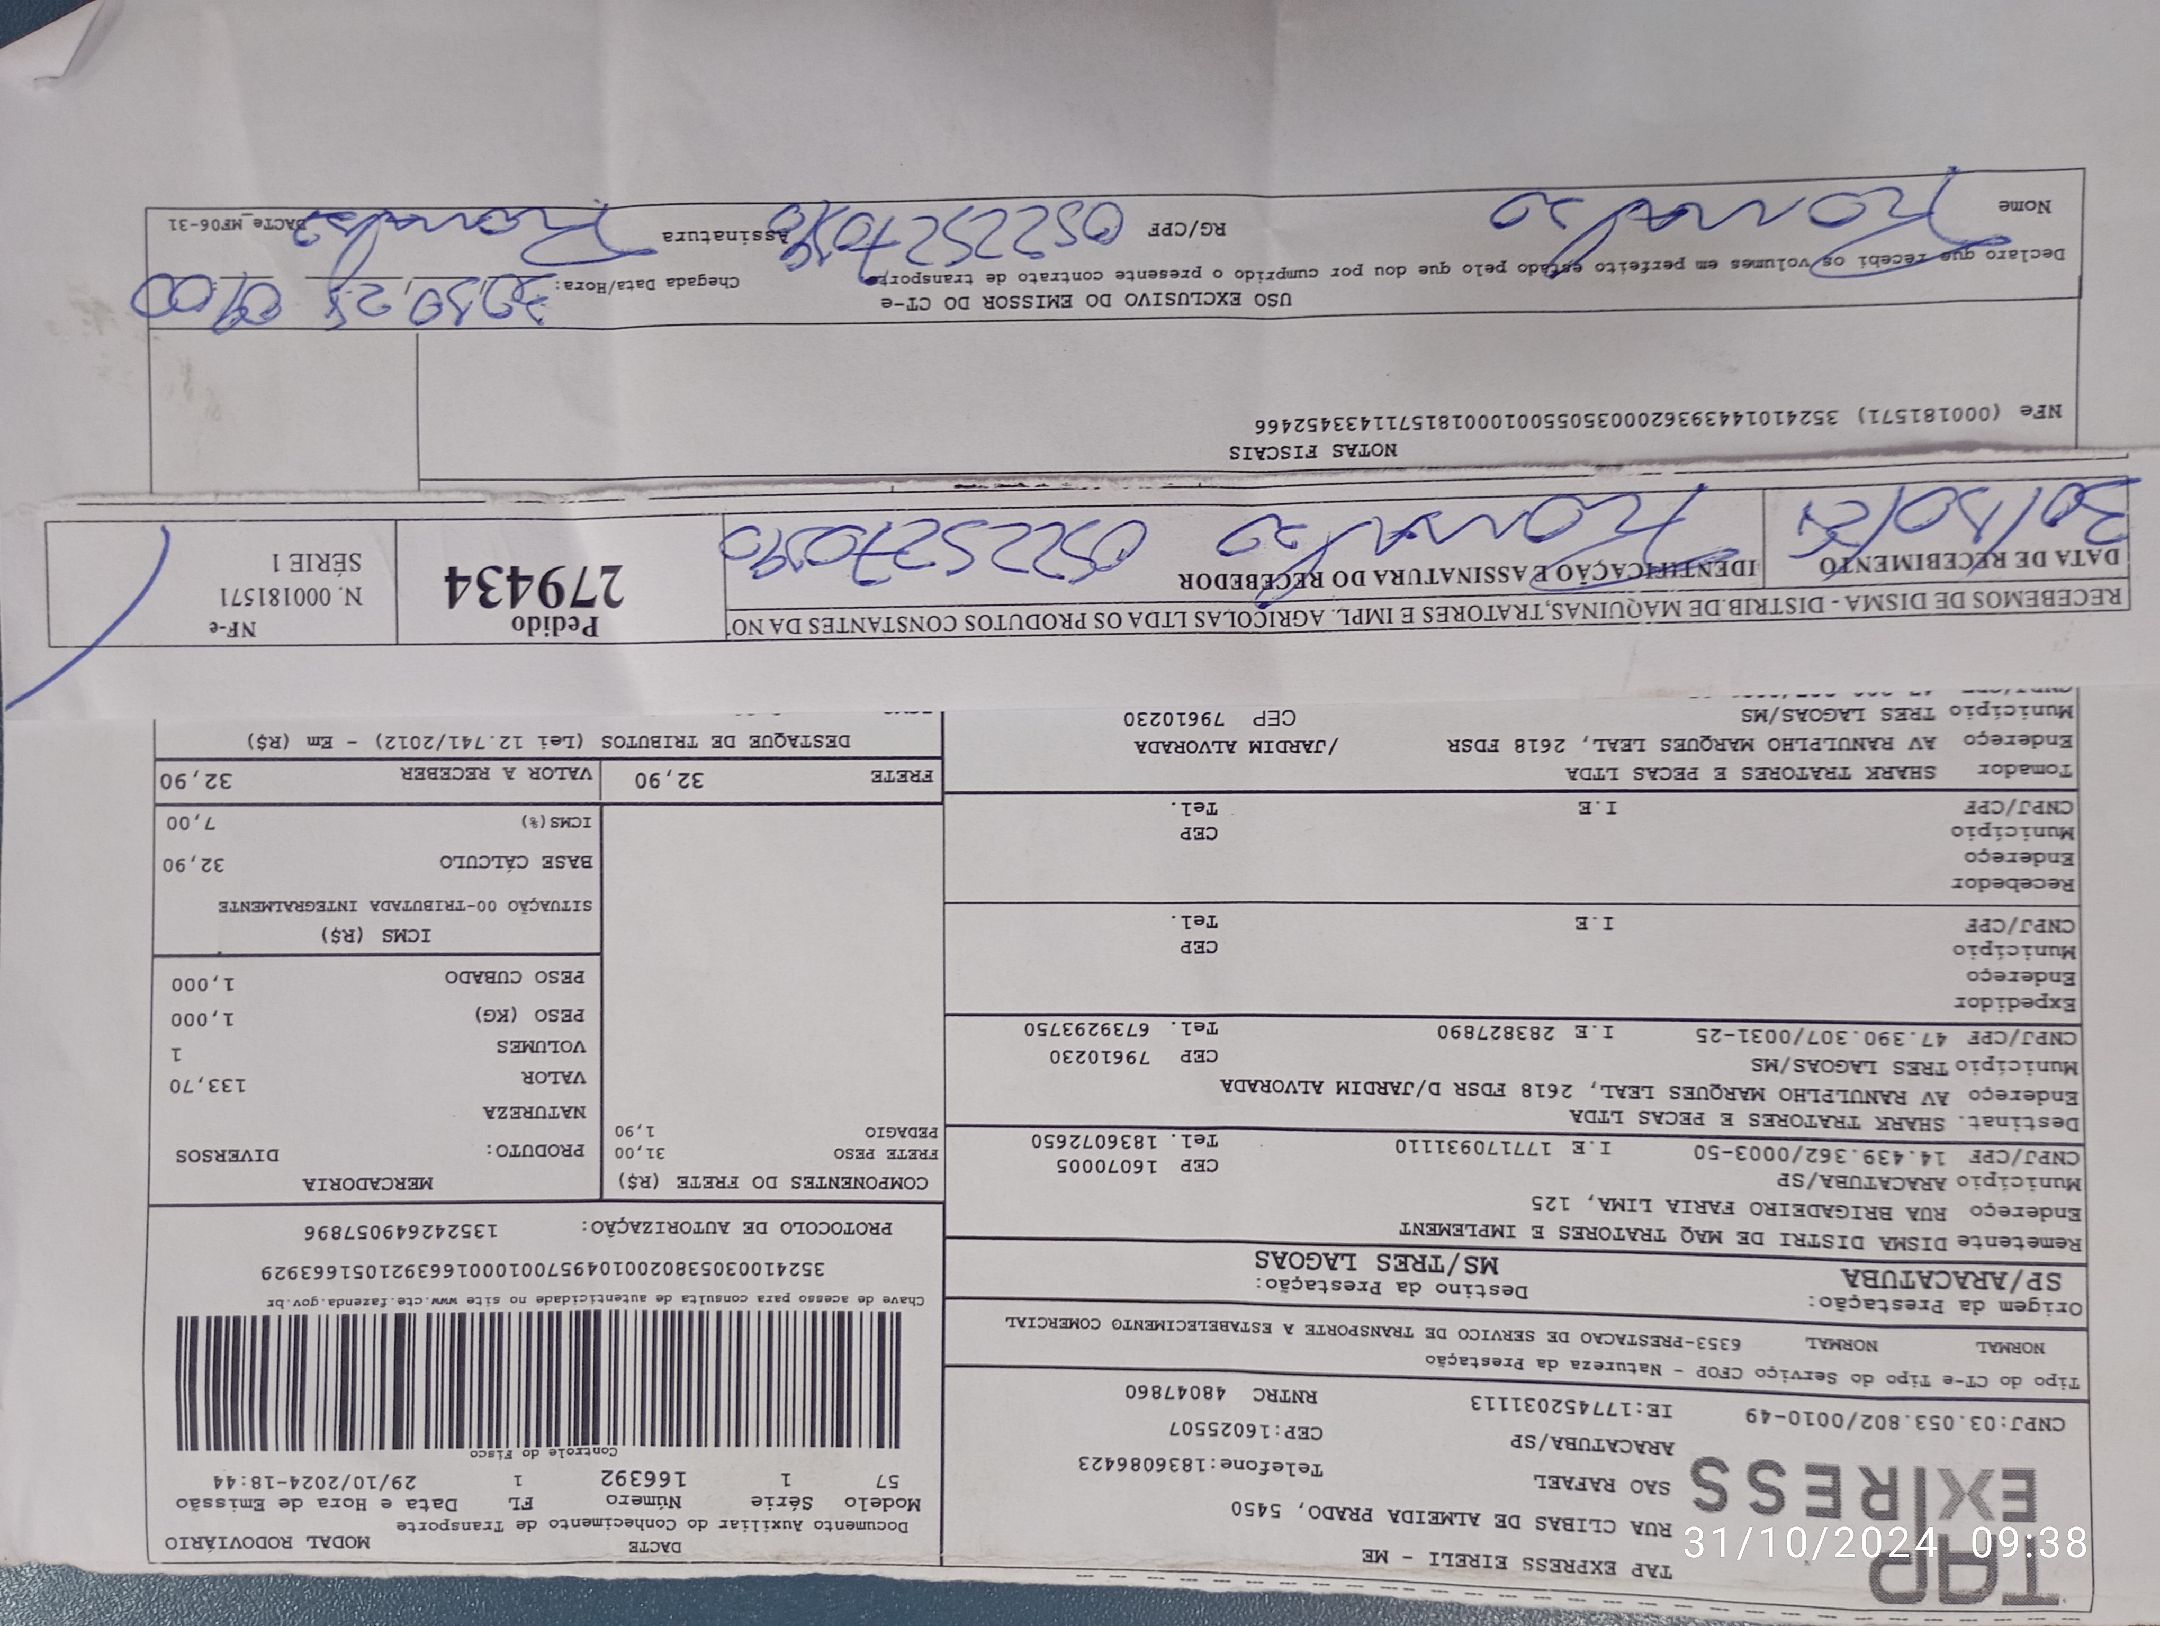 TAP EXPRESS
TAP EXPRESS EIRELI - ME
RUA CLIBAS DE ALMEIDA PRADO, 5450
SAO RAFAEL Telefone:1836086423
ARACATUBA/SP CEP:16025507
CNPJ:03.053.802/0010-49 IE:177452031113 RNTRC 48047860
DACTE MODAL RODOVIÁRIO
Documento Auxiliar do Conhecimento de Transporte
Modelo Série Número FL Data e Hora de Emissão
57 1 166392 1 29/10/2024-18:44
Controle do Fisco
Tipo do CT-e Tipo do Serviço CFOP - Natureza da Prestação
NORMAL NORMAL 6353-PRESTACAO DE SERVICO DE TRANSPORTE A ESTABELECIMENTO COMERCIAL
Chave de acesso para consulta de autenticidade no site www.cte.fazenda.gov.br
35241003053802001049570010001663921051663929
Origem da Prestação: Destino da Prestação:
SP/ARACATUBA MS/TRES LAGOAS
PROTOCOLO DE AUTORIZAÇÃO: 135242649057896
Remetente DISMA DISTRI DE MAQ TRATORES E IMPLEMENT
Endereço RUA BRIGADEIRO FARIA LIMA, 125
Município ARACATUBA/SP CEP 16070005
CNPJ/CPF 14.439.362/0003-50 I.E 177170931110 Tel. 1836072650
Destinat. SHARK TRATORES E PECAS LTDA
Endereço AV RANULPLHO MARQUES LEAL, 2618 FDSR D/JARDIM ALVORADA
Município TRES LAGOAS/MS CEP 79610230
CNPJ/CPF 47.390.307/0031-25 I.E 283827890 Tel. 6739293750
Expedidor
Endereço
Município CEP
CNPJ/CPF I.E Tel.
Recebedor
Endereço
Município CEP
CNPJ/CPF I.E Tel.
Tomador SHARK TRATORES E PECAS LTDA
Endereço AV RANULPLHO MARQUES LEAL, 2618 FDSR /JARDIM ALVORADA
Município TRES LAGOAS/MS CEP 79610230
COMPONENTES DO FRETE (R$)
FRETE PESO 31,00
PEDAGIO 1,90
MERCADORIA
PRODUTO: DIVERSOS
NATUREZA
VALOR 133,70
VOLUMES 1
PESO (KG) 1,000
PESO CUBADO 1,000
ICMS (R$)
SITUAÇÃO 00-TRIBUTADA INTEGRALMENTE
BASE CÁLCULO 32,90
ICMS(%) 7,00
FRETE 32,90 VALOR A RECEBER 32,90
DESTAQUE DE TRIBUTOS (Lei 12.741/2012) - Em (R$)
RECEBEMOS DE DISMA - DISTRIB.DE MAQUINAS,TRATORES E IMPL. AGRICOLAS LTDA OS PRODUTOS CONSTANTES DA NO
DATA DE RECEBIMENTO IDENTIFICAÇÃO E ASSINATURA DO RECEBEDOR
30/10/24 Ronaldo
Pedido
279434
NF-e
N. 000181571
SÉRIE 1
NOTAS FISCAIS
NFe (000181571) 35241014439362000350550010001815711433452466
USO EXCLUSIVO DO EMISSOR DO CT-e
Declaro que recebi os volumes em perfeito estado pelo que dou por cumprido o presente contrato de transporte
Chegada Data/Hora: 30,10,24 09:00
Nome Ronaldo RG/CPF Assinatura Ronaldo
DACTE_MF06-31
31/10/2024 09:38